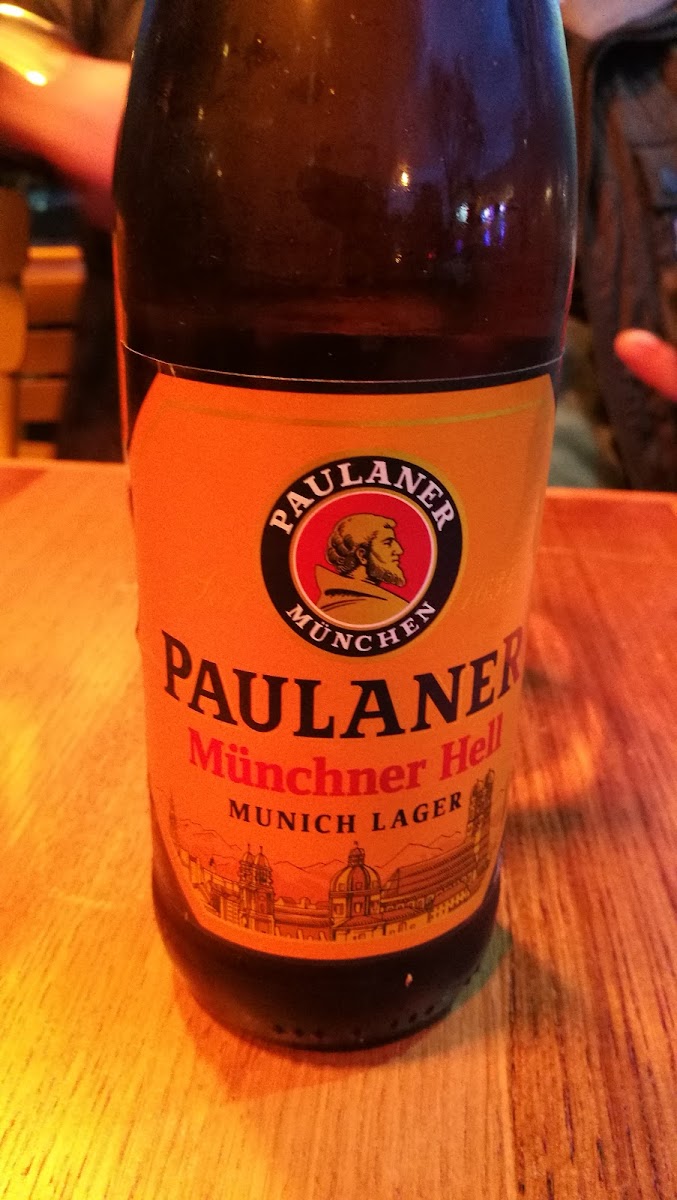 PAULANER
MÜNCHEN
PAULANER
Münchner Hell
MUNICH LAGER